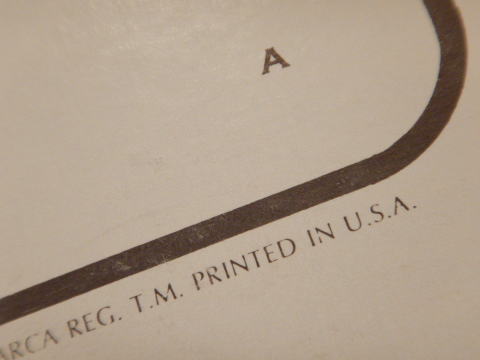 A
ARCA REG. T.M. PRINTED IN U.S.A.